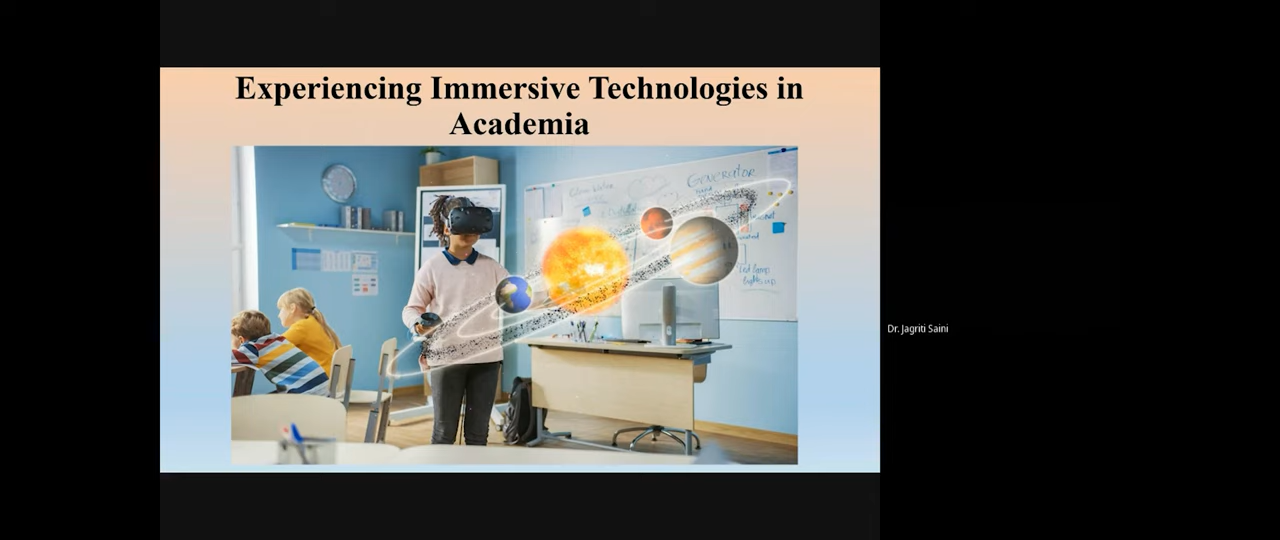 Experiencing Immersive Technologies in
Academia
GENERATOR
Dr. Jagriti Saini